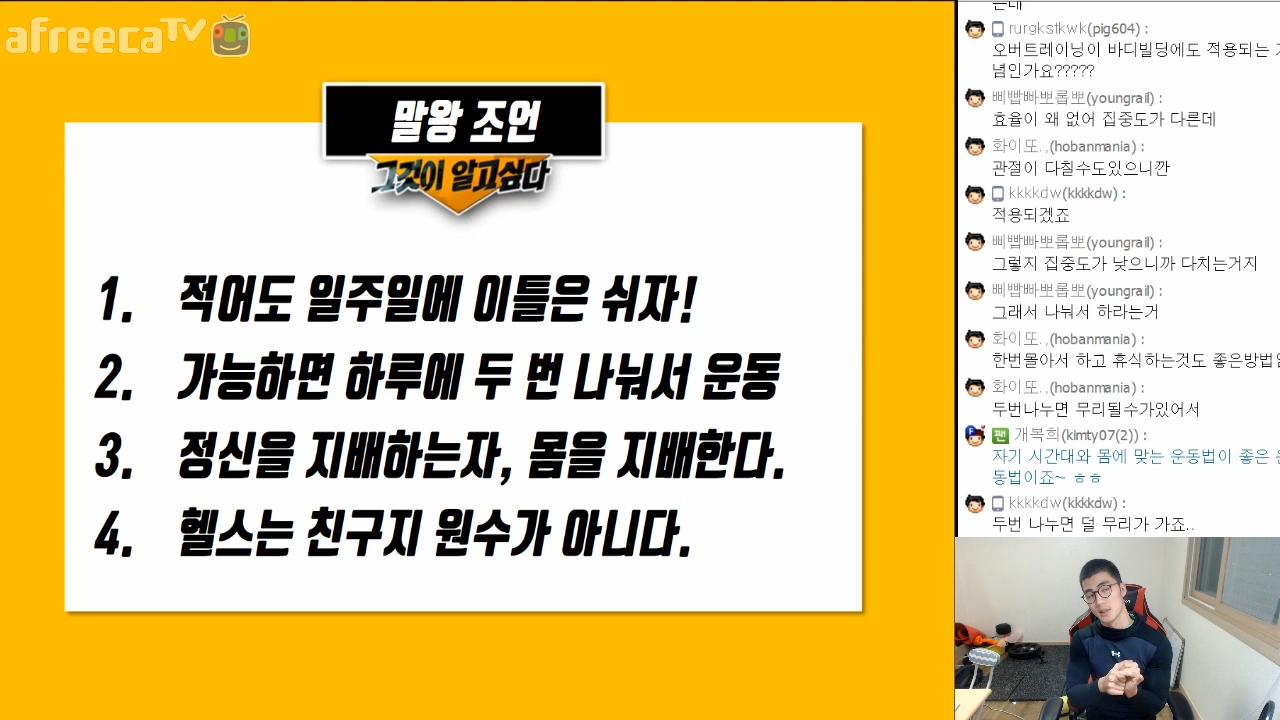 afreecaTV
말왕 조언
그것이 알고싶다
1. 적어도 일주일에 이틀은 쉬자!
2. 가능하면 하루에 두 번 나눠서 운동
3. 정신을 지배하는자, 몸을 지배한다.
4. 헬스는 친구지 원수가 아니다.
은데
rurgkstkwk(pig604) :
오버트레이닝이 바디빌딩에도 적용되는
념인가요?????
삐빱빠뽀롭뽀(youngrail) :
효율이 왜 없어 집중도가 다른데
화이또.,(hobanmania) :
관절이 다칠수도있으니깐
kkkkdw(kkkkdw) :
적용되겠죠
삐빱빠뽀롭뽀(youngrail) :
그렇지 집중도가 낮으니까 다치는거지
삐빱빠뽀롭뽀(youngrail) :
그래서 나눠서 하라는거
화이또.,(hobanmania) :
한번몰아서 하고 휴식하는것도 좋은방법
화이또.,(hobanmania) :
두번나누면 무리될수가있어서
팬 개복희(kimty07(2)) :
자기 시간대와 몸에 맞는 운동법이 좋은
동법이죠~ ㅎㅎ
kkkkdw(kkkkdw) :
두번 나누면 덜 무리가 가죠..